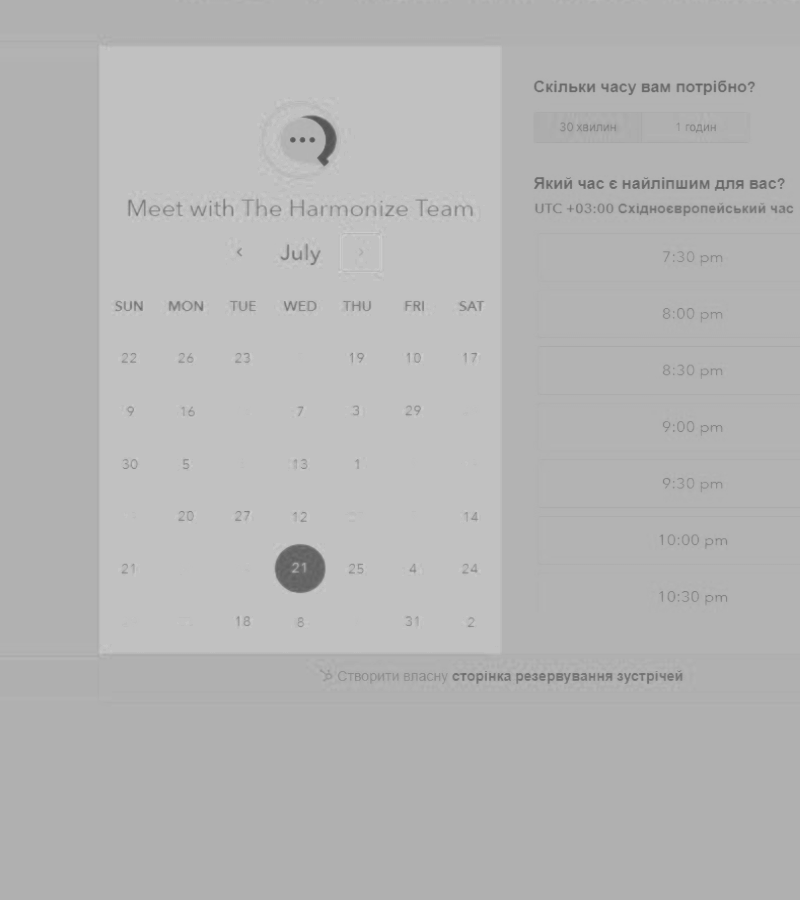 Meet with The Harmonize Team
July
SUN MON TUE WED THU FRI SAT
22 26 23 19 10 17
9 16 7 3 29
30 5 13 1
20 27 12 14
21 21 25 4 24
18 8 31 2
Скільки часу вам потрібно?
30 хвилин 1 годин
Який час є найліпшим для вас?
UTC +03:00 Східноєвропейський час
7:30 pm
8:00 pm
8:30 pm
9:00 pm
9:30 pm
10:00 pm
10:30 pm
Створити власну сторінка резервування зустрічей